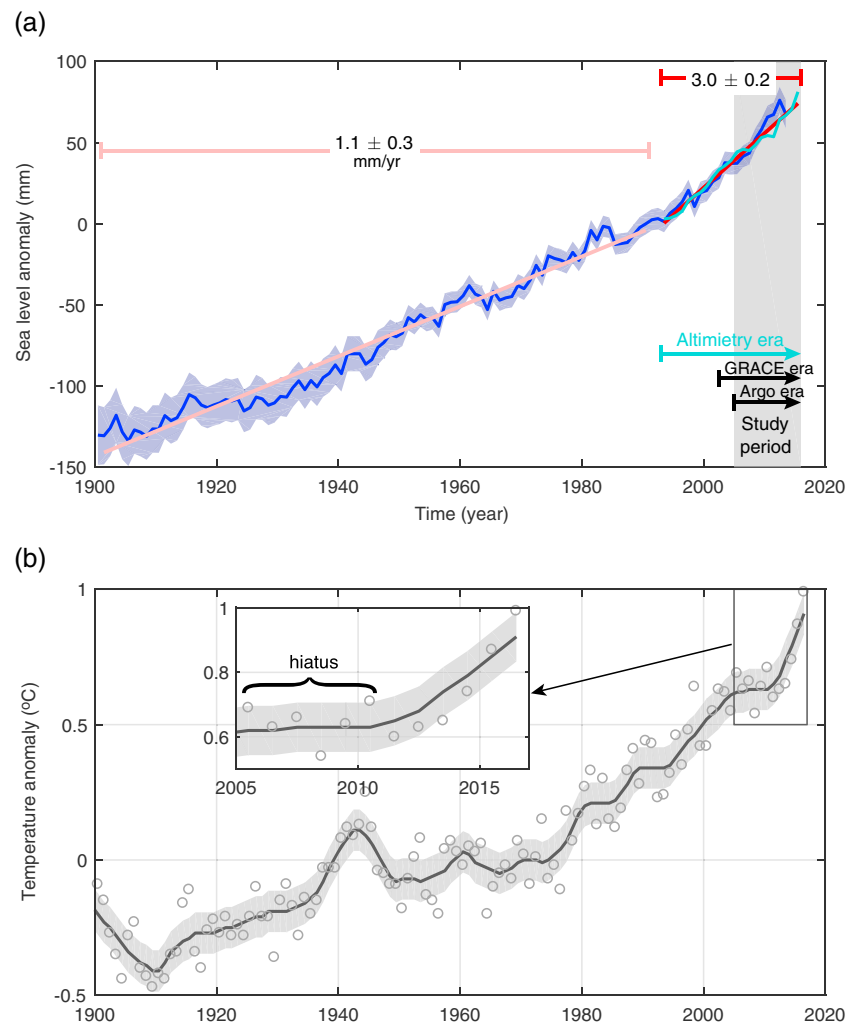 (a)
100
50
0
-50
-100
-150
Sea level anomaly (mm)
3.0 ± 0.2
1.1 ± 0.3
mm/yr
Altimietry era
GRACE era
Argo era
Study
period
1900
1920
1940
1960
1980
2000
2020
Time (year)
(b)
1
0.5
0
-0.5
Temperature anomaly (ºC)
1
0.8
0.6
hiatus
2005
2010
2015
1900
1920
1940
1960
1980
2000
2020